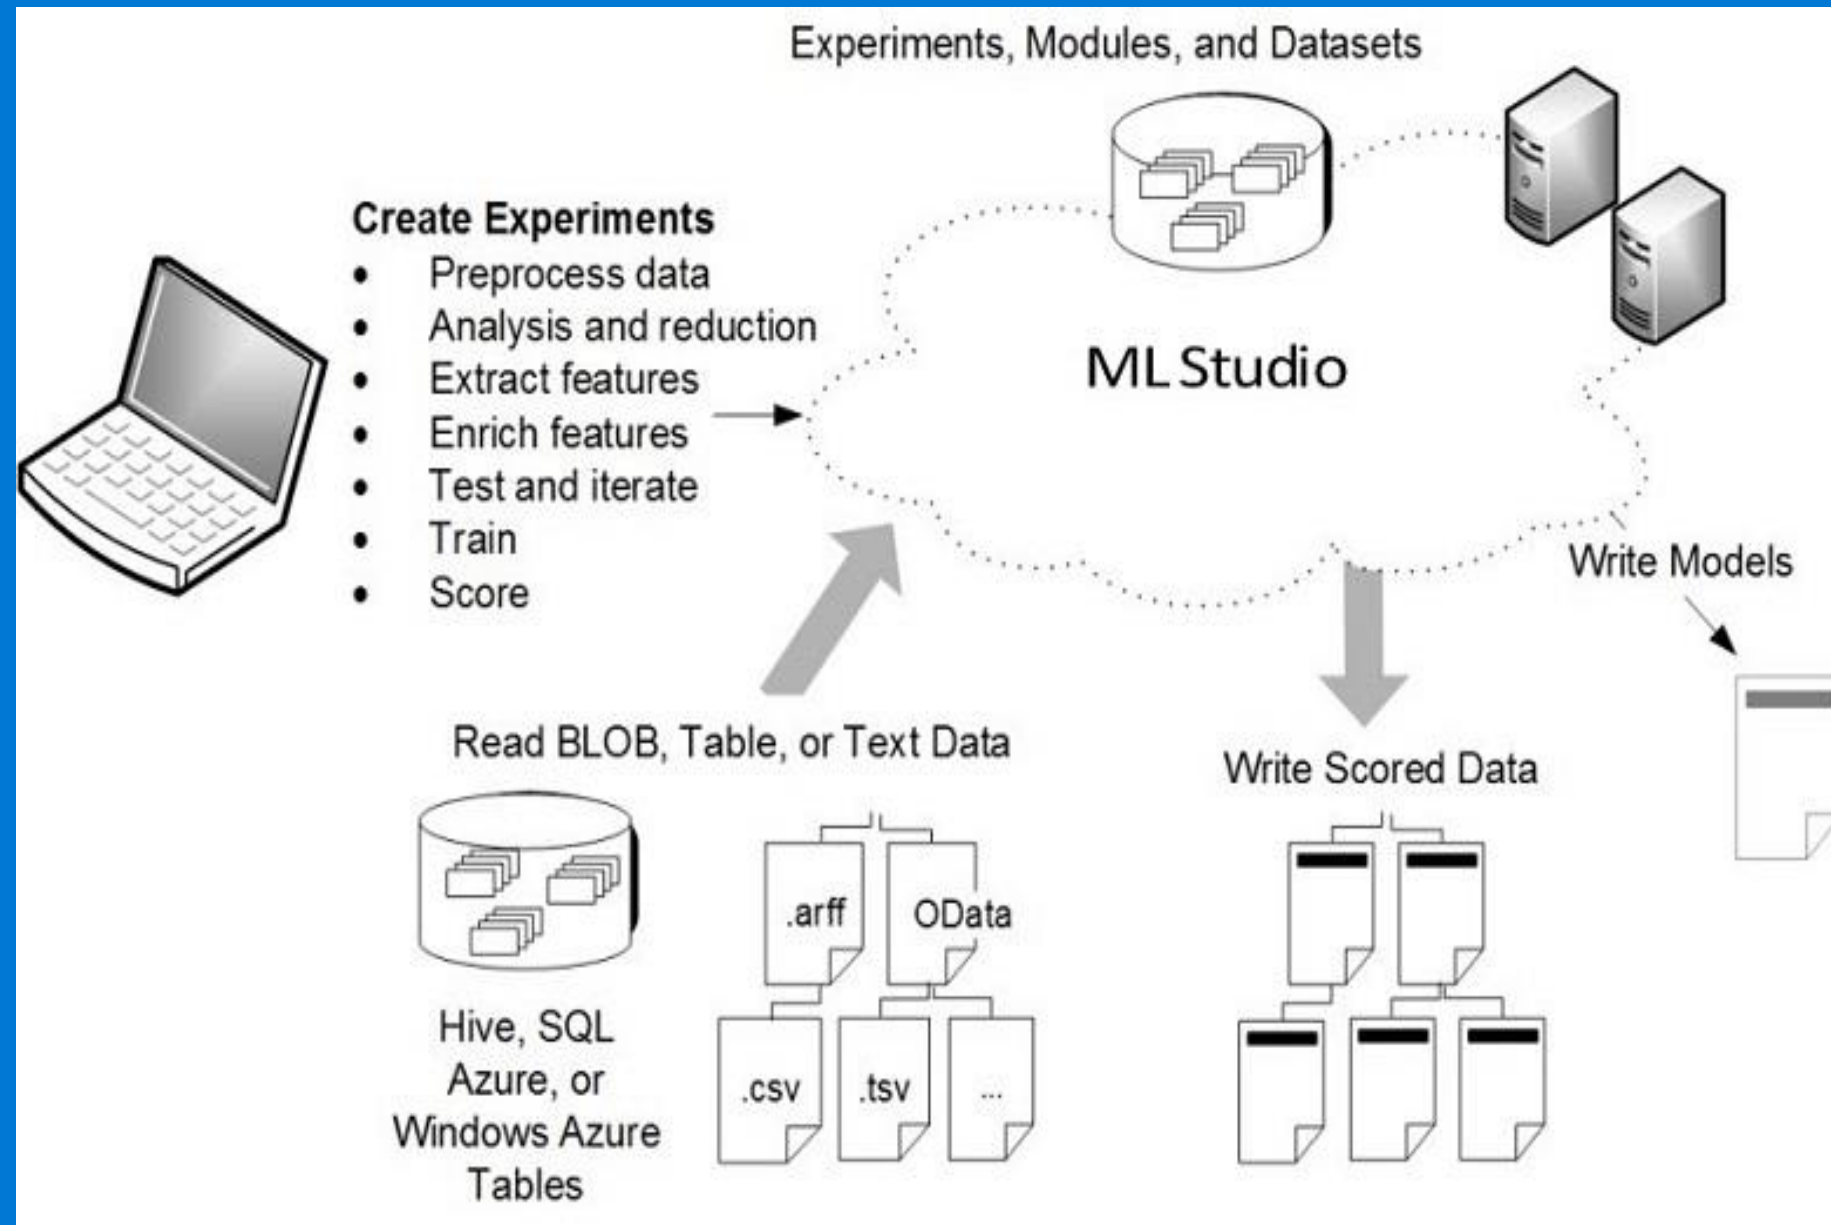 Experiments, Modules, and Datasets
Create Experiments
• Preprocess data
• Analysis and reduction
• Extract features
• Enrich features
• Test and iterate
• Train
• Score
ML Studio
Write Models
Read BLOB, Table, or Text Data
Write Scored Data
.arff
OData
.csv
.tsv
...
Hive, SQL
Azure, or
Windows Azure
Tables